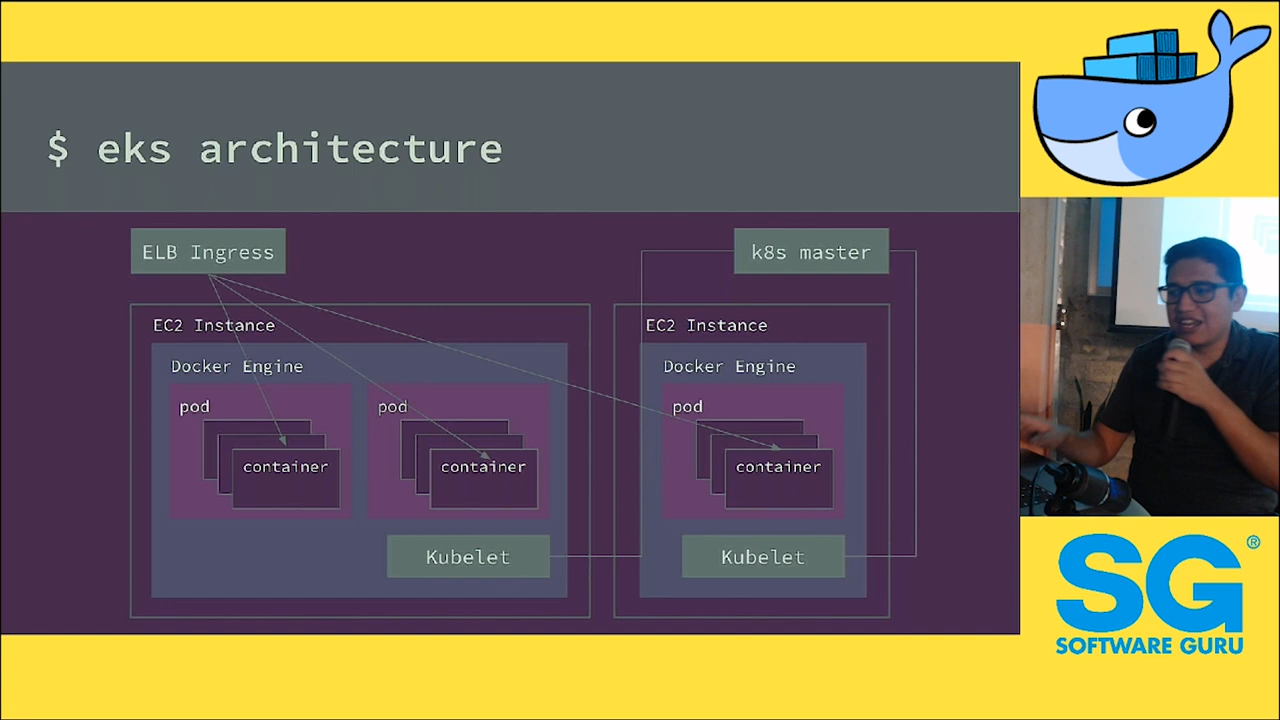 $ eks architecture
ELB Ingress
k8s master
EC2 Instance
Docker Engine
pod
container
pod
container
Kubelet
EC2 Instance
Docker Engine
pod
container
Kubelet
SG®
SOFTWARE GURU